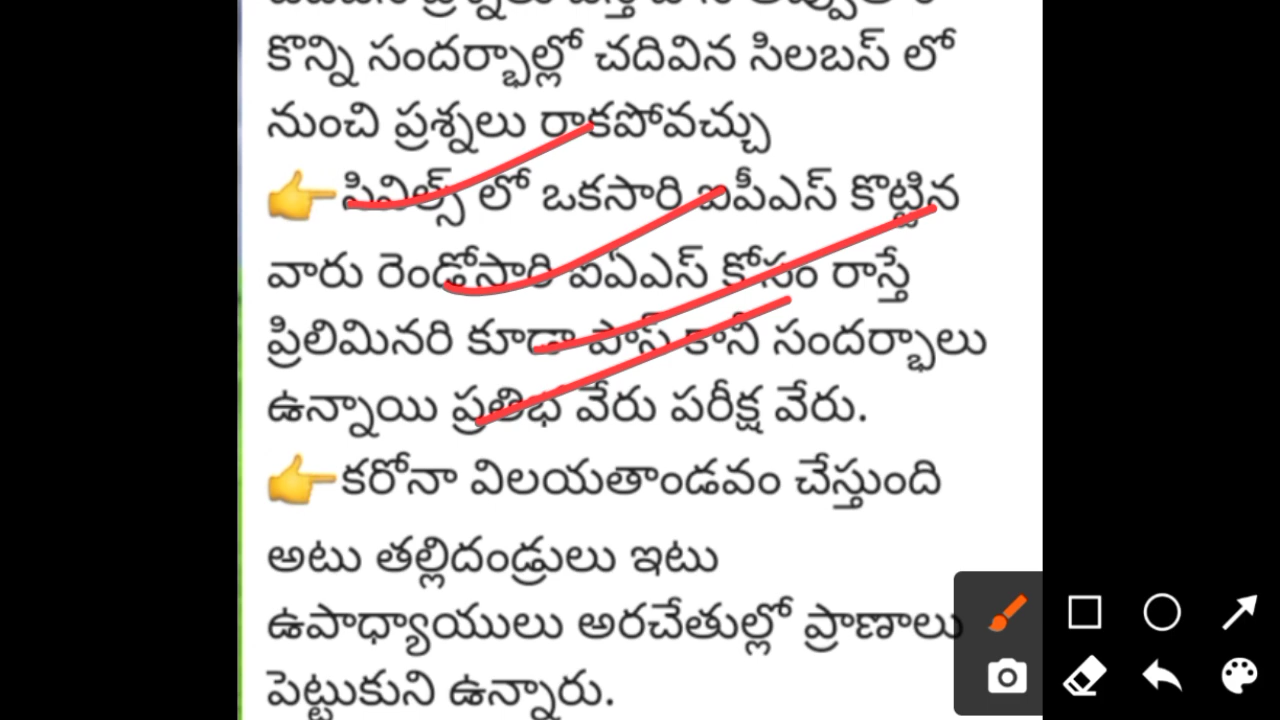 కొన్ని సందర్భాల్లో చదివిన సిలబస్ లో
నుంచి ప్రశ్నలు రాకపోవచ్చు
👉సివిల్స్ లో ఒకసారి ఐపీఎస్ కొట్టిన
వారు రెండోసారి ఐఏఎస్ కోసం రాస్తే
ప్రిలిమినరి కూడా పాస్ కానీ సందర్భాలు
ఉన్నాయి ప్రతిభ వేరు పరీక్ష వేరు.
👉కరోనా విలయతాండవం చేస్తుంది
అటు తల్లిదండ్రులు ఇటు
ఉపాధ్యాయులు అరచేతుల్లో ప్రాణాలు
పెట్టుకుని ఉన్నారు.